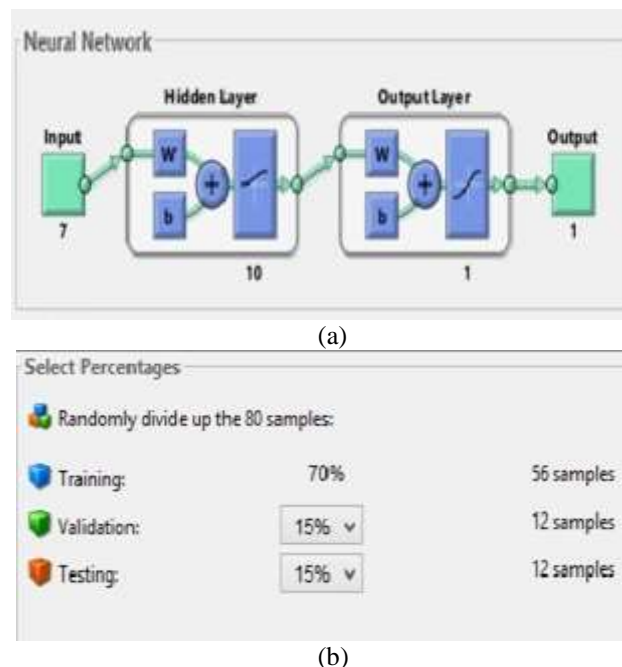 Neural Network
Hidden Layer
Output Layer
Input
Output
W
b
+
W
b
+
7
10
1
1
(a)
Select Percentages
Randomly divide up the 80 samples:
Training: 70% 56 samples
Validation: 15% 12 samples
Testing: 15% 12 samples
(b)